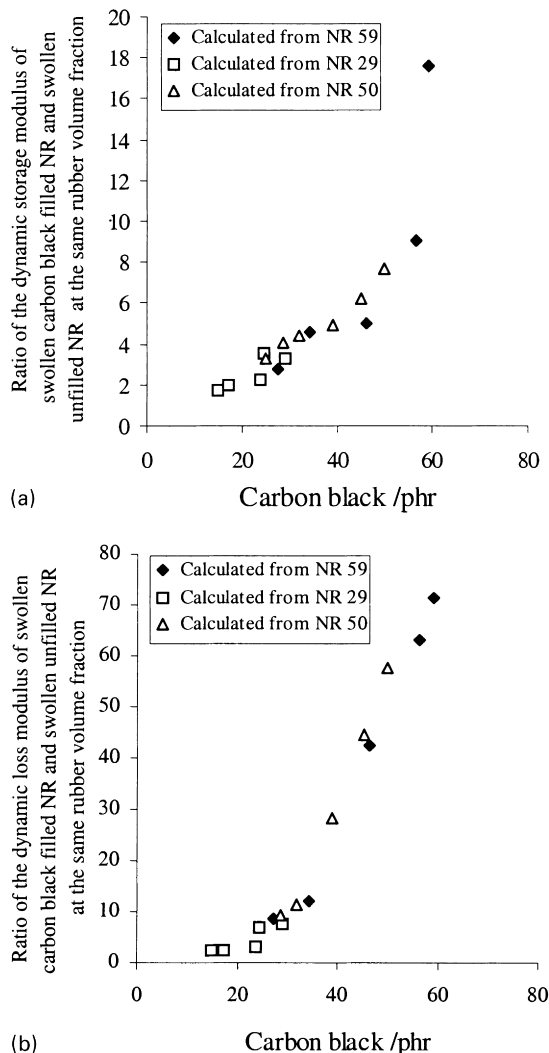 Ratio of the dynamic storage modulus of
swollen carbon black filled NR and swollen
unfilled NR at the same rubber volume fraction
20
18
16
14
12
10
8
6
4
2
0
◆ Calculated from NR 59
□ Calculated from NR 29
△ Calculated from NR 50
0 20 40 60 80
(a) Carbon black /phr
Ratio of the dynamic loss modulus of swollen
carbon black filled NR and swollen unfilled NR
at the same rubber volume fraction
80
70
60
50
40
30
20
10
0
◆ Calculated from NR 59
□ Calculated from NR 29
△ Calculated from NR 50
0 20 40 60 80
(b) Carbon black /phr